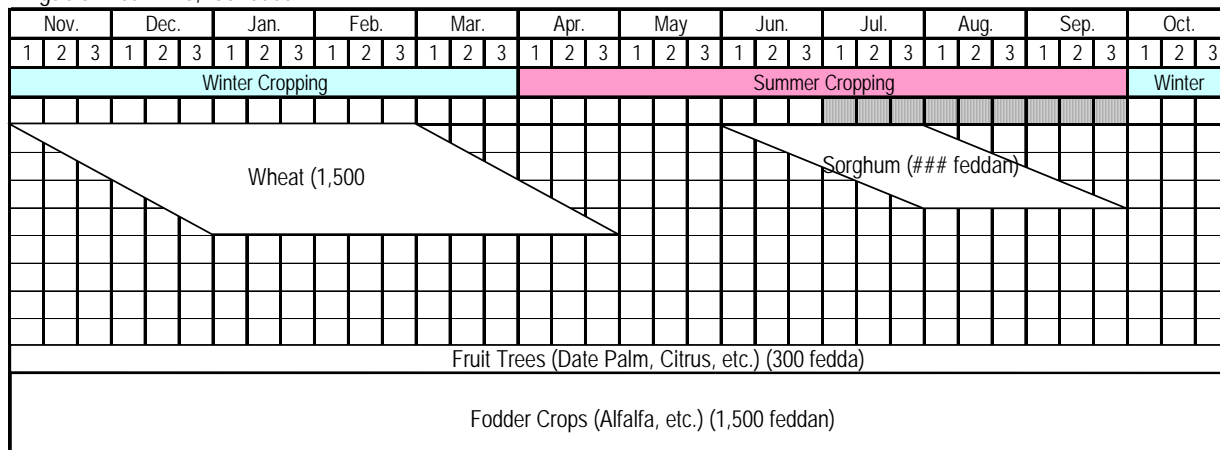 Nov. Dec. Jan. Feb. Mar. Apr. May Jun. Jul. Aug. Sep. Oct.
1 2 3 1 2 3 1 2 3 1 2 3 1 2 3 1 2 3 1 2 3 1 2 3 1 2 3 1 2 3 1 2 3 1 2 3
Winter Cropping Summer Cropping Winter
Sorghum (### feddan)
Wheat (1,500
Fruit Trees (Date Palm, Citrus, etc.) (300 fedda)
Fodder Crops (Alfalfa, etc.) (1,500 feddan)